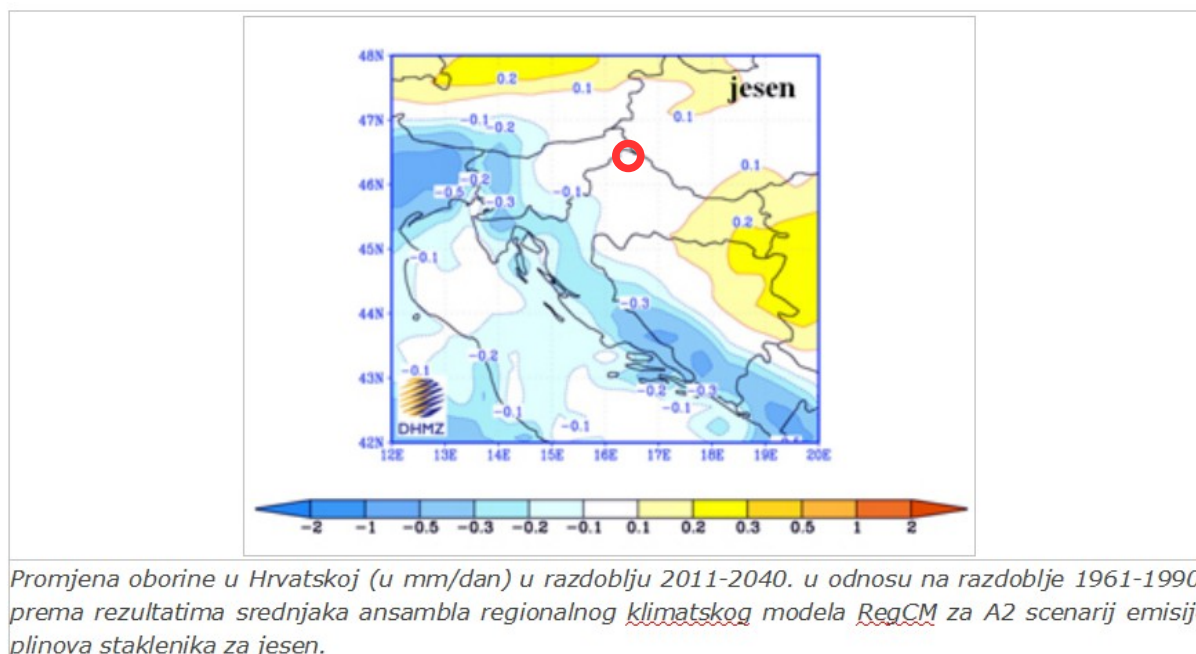 48N
0.2
jesen
0.1
0.1
47N
-0.1
-0.2
0.1
-0.2
46N
-0.5
-0.1
-0.3
0.2
-0.1
45N
-0.3
44N
-0.2
-0.1
43N
-0.2
-0.3
-0.1
-0.1
-0.1
DHMZ
42N
12E 13E 14E 15E 16E 17E 18E 19E 20E
-2 -1 -0.5 -0.3 -0.2 -0.1 0.1 0.2 0.3 0.5 1 2
Promjena oborine u Hrvatskoj (u mm/dan) u razdoblju 2011-2040. u odnosu na razdoblje 1961-1990
prema rezultatima srednjaka ansambla regionalnog klimatskog modela RegCM za A2 scenarij emisij
plinova staklenika za jesen.